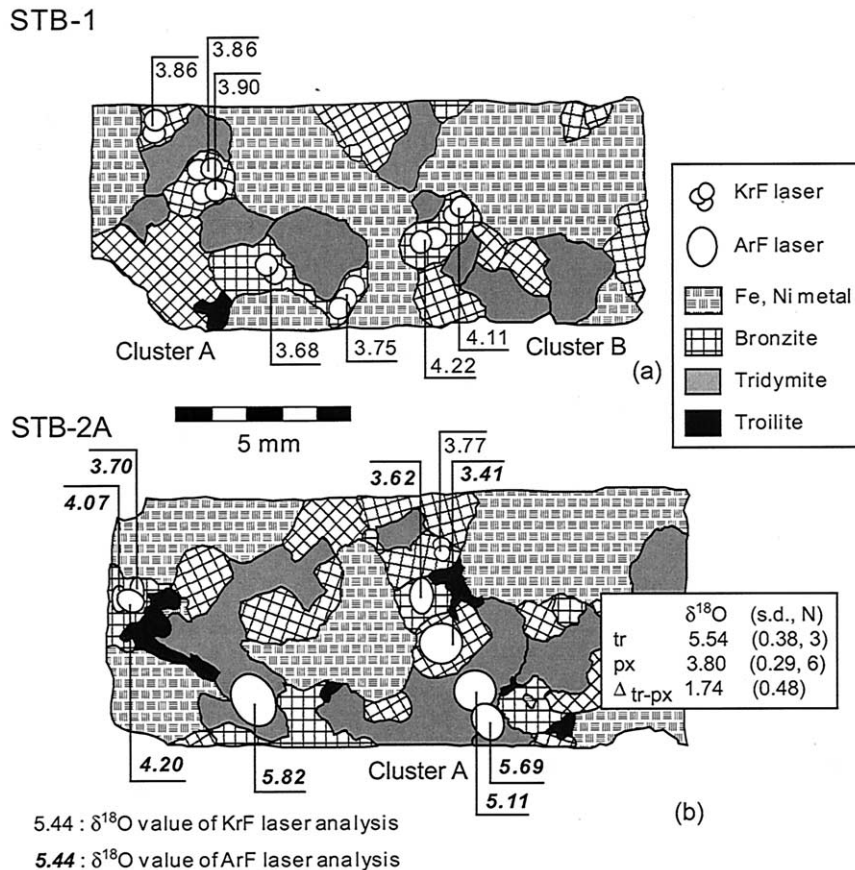 STB-1
3.86
3.86
3.90
3.68
3.75
4.22
4.11
Cluster A
Cluster B
(a)
KrF laser
ArF laser
Fe, Ni metal
Bronzite
Tridymite
Troilite
5 mm
STB-2A
3.70
4.07
3.62
3.77
3.41
δ¹⁸O (s.d., N)
tr 5.54 (0.38, 3)
px 3.80 (0.29, 6)
Δtr-px 1.74 (0.48)
4.20
5.82
Cluster A
5.69
5.11
(b)
5.44 : δ¹⁸O value of KrF laser analysis
5.44 : δ¹⁸O value of ArF laser analysis